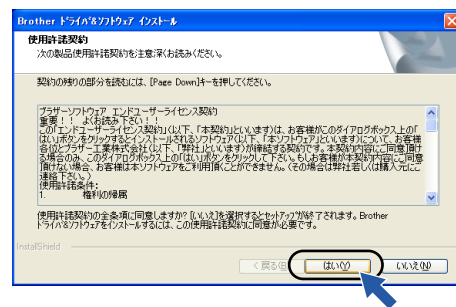 Brother ドライバ&ソフトウェア インストール
使用許諾契約
次の製品使用許諾契約を注意深くお読みください。
契約の残りの部分を読むには、[Page Down]キーを押してください。
ブラザーソフトウェア エンドユーザーライセンス契約
重要!! よくお読み下さい!!
この「エンドユーザーライセンス契約」(以下、「本契約」といいます)は、お客様がこのダイアログボックス上の「
はい」ボタンをクリックするとインストールされるソフトウェア(以下、「本ソフトウェア」といいます)について、お客様
各位とブラザー工業株式会社(以下、「弊社」といいます)が締結する契約です。本契約内容にご同意頂け
る場合のみ、このダイアログボックス上の「はい」ボタンをクリックして下さい。もしお客様が本契約内容にご同意
頂けない場合、お客様は本ソフトウェアをご利用頂くことができません。(その場合は弊社若しくは購入元にご
連絡下さい。)
使用許諾条件:
1. 権利の帰属
使用許諾契約の全条項に同意しますか? [いいえ]を選択するとセットアップが終了されます。Brother
ドライバ&ソフトウェアをインストールするには、この使用許諾契約に同意が必要です。
InstallShield
< 戻る(B) はい(Y) いいえ(N)